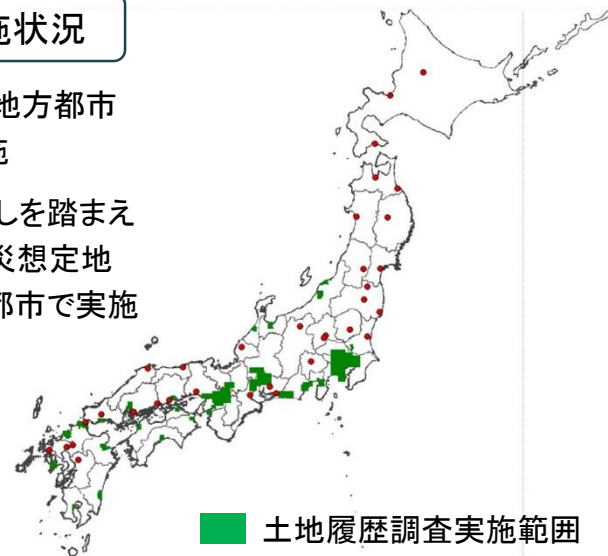 施状況
地方都市
施
しを踏まえ
災想定地
都市で実施
土地履歴調査実施範囲